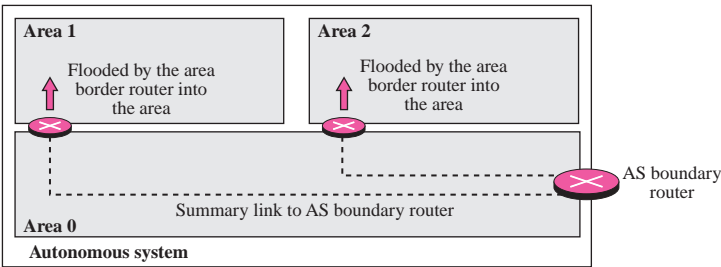 Area 1
Flooded by the area
border router into
the area
Area 2
Flooded by the area
border router into
the area
AS boundary
router
Summary link to AS boundary router
Area 0
Autonomous system